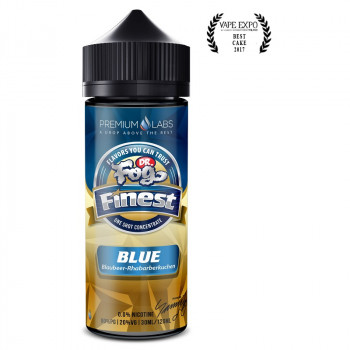 VAPE EXPO
BEST
CAKE
2017
PREMIUM LABS
A DROP ABOVE THE REST
FLAVORS YOU CAN TRUST
DR.
Fog
Finest
ONE SHOT CONCENTRATE
BLUE
Blaubeer-Rhabarberkuchen
0.0% NICOTINE